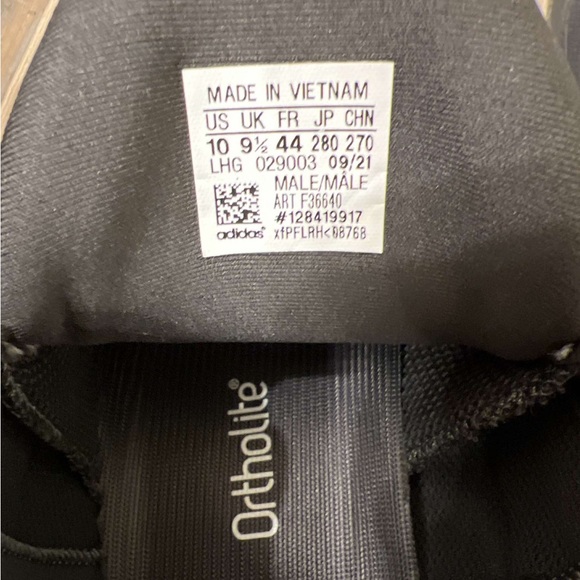 MADE IN VIETNAM
US UK FR JP CHN
10 9½ 44 280 270
LHG 029003 09/21
MALE/MÂLE
ART F36640
#128419917
adidas® xfPFLRH<08768
OrthoLite®